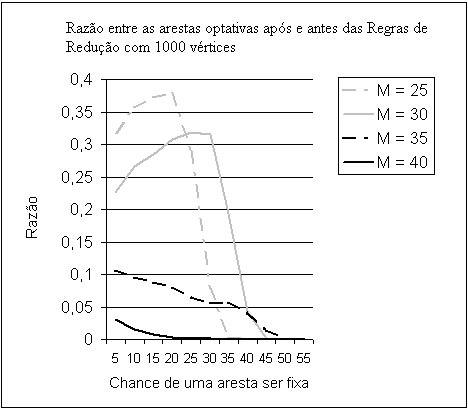 Razão entre as arestas optativas após e antes das Regras de
Redução com 1000 vértices
0,4
0,35
0,3
0,25
0,2
0,15
0,1
0,05
0
Razão
5 10 15 20 25 30 35 40 45 50 55
Chance de uma aresta ser fixa
M = 25
M = 30
M = 35
M = 40